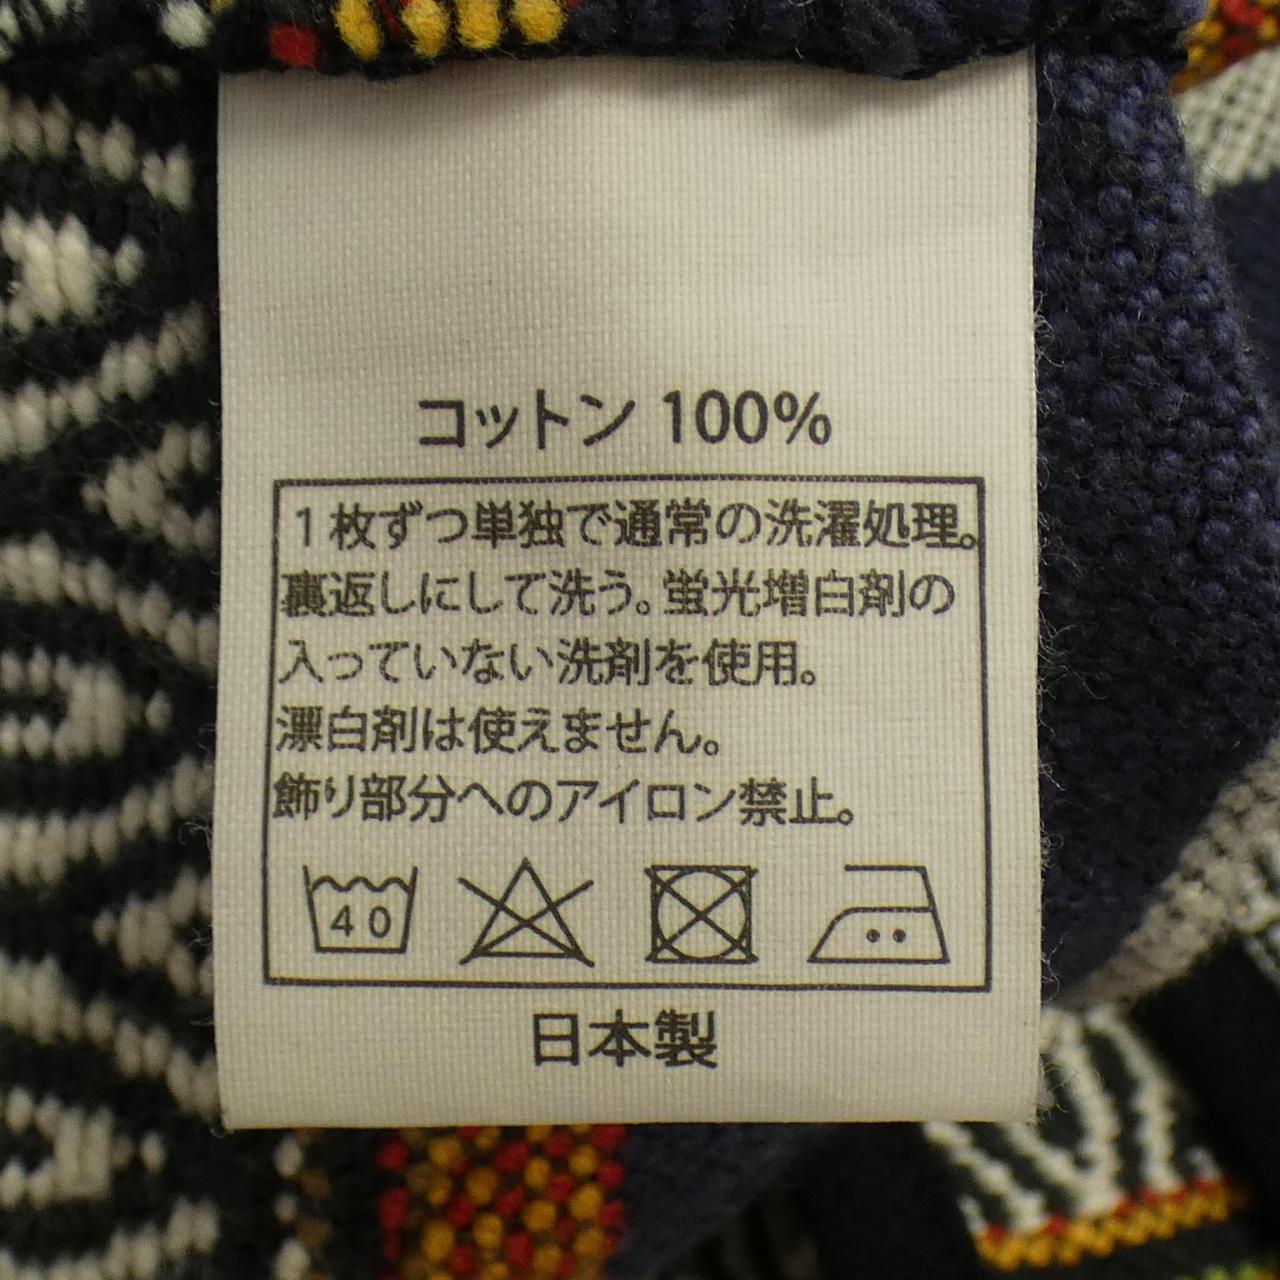 コットン 100%
1枚ずつ単独で通常の洗濯処理。
裏返しにして洗う。蛍光増白剤の
入っていない洗剤を使用。
漂白剤は使えません。
飾り部分へのアイロン禁止。
40
日本製